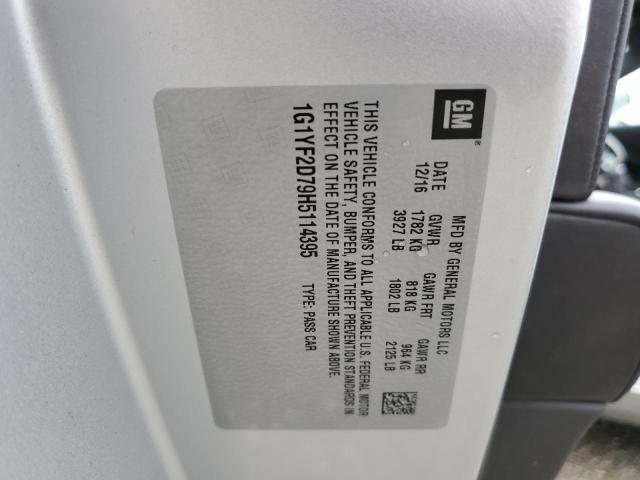 GM
MFD BY GENERAL MOTORS LLC
DATE GVWR GAWR FRT GAWR RR
12/16 1782 KG 818 KG 964 KG
3927 LB 1802 LB 2125 LB
THIS VEHICLE CONFORMS TO ALL APPLICABLE U.S. FEDERAL MOTOR
VEHICLE SAFETY, BUMPER, AND THEFT PREVENTION STANDARDS IN
EFFECT ON THE DATE OF MANUFACTURE SHOWN ABOVE.
1G1YF2D79H5114395 TYPE: PASS CAR